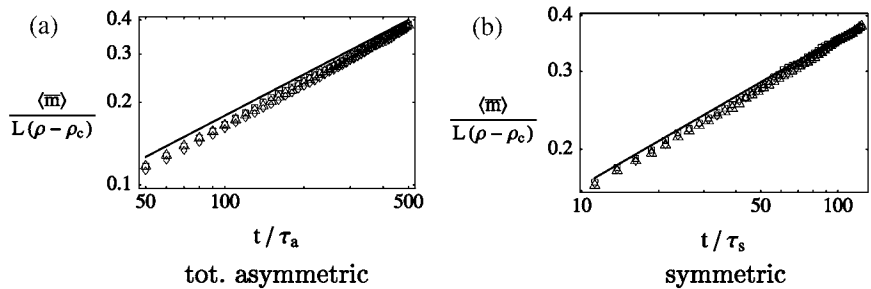 (a)
0.4
0.3
0.2
0.1
50
100
500
⟨m̅⟩
L (ρ − ρc)
t / τa
tot. asymmetric
(b)
0.4
0.3
0.2
10
50
100
⟨m̅⟩
L (ρ − ρc)
t / τs
symmetric